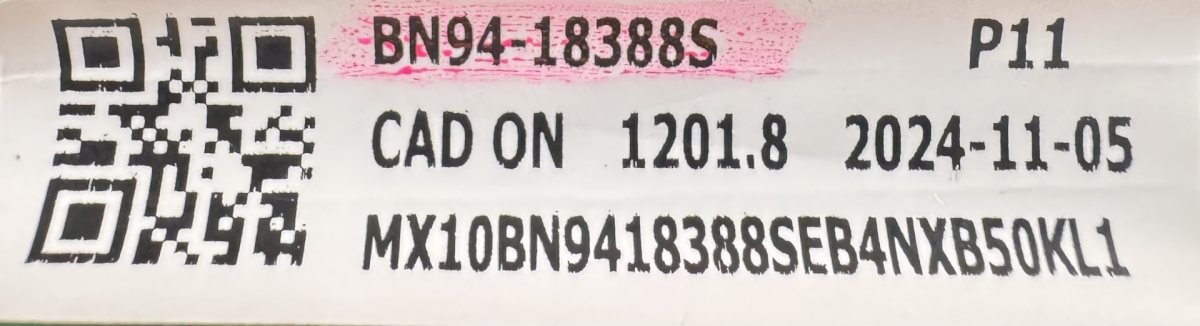 BN94-18388S P11
CAD ON 1201.8 2024-11-05
MX10BN9418388SEB4NXB50KL1